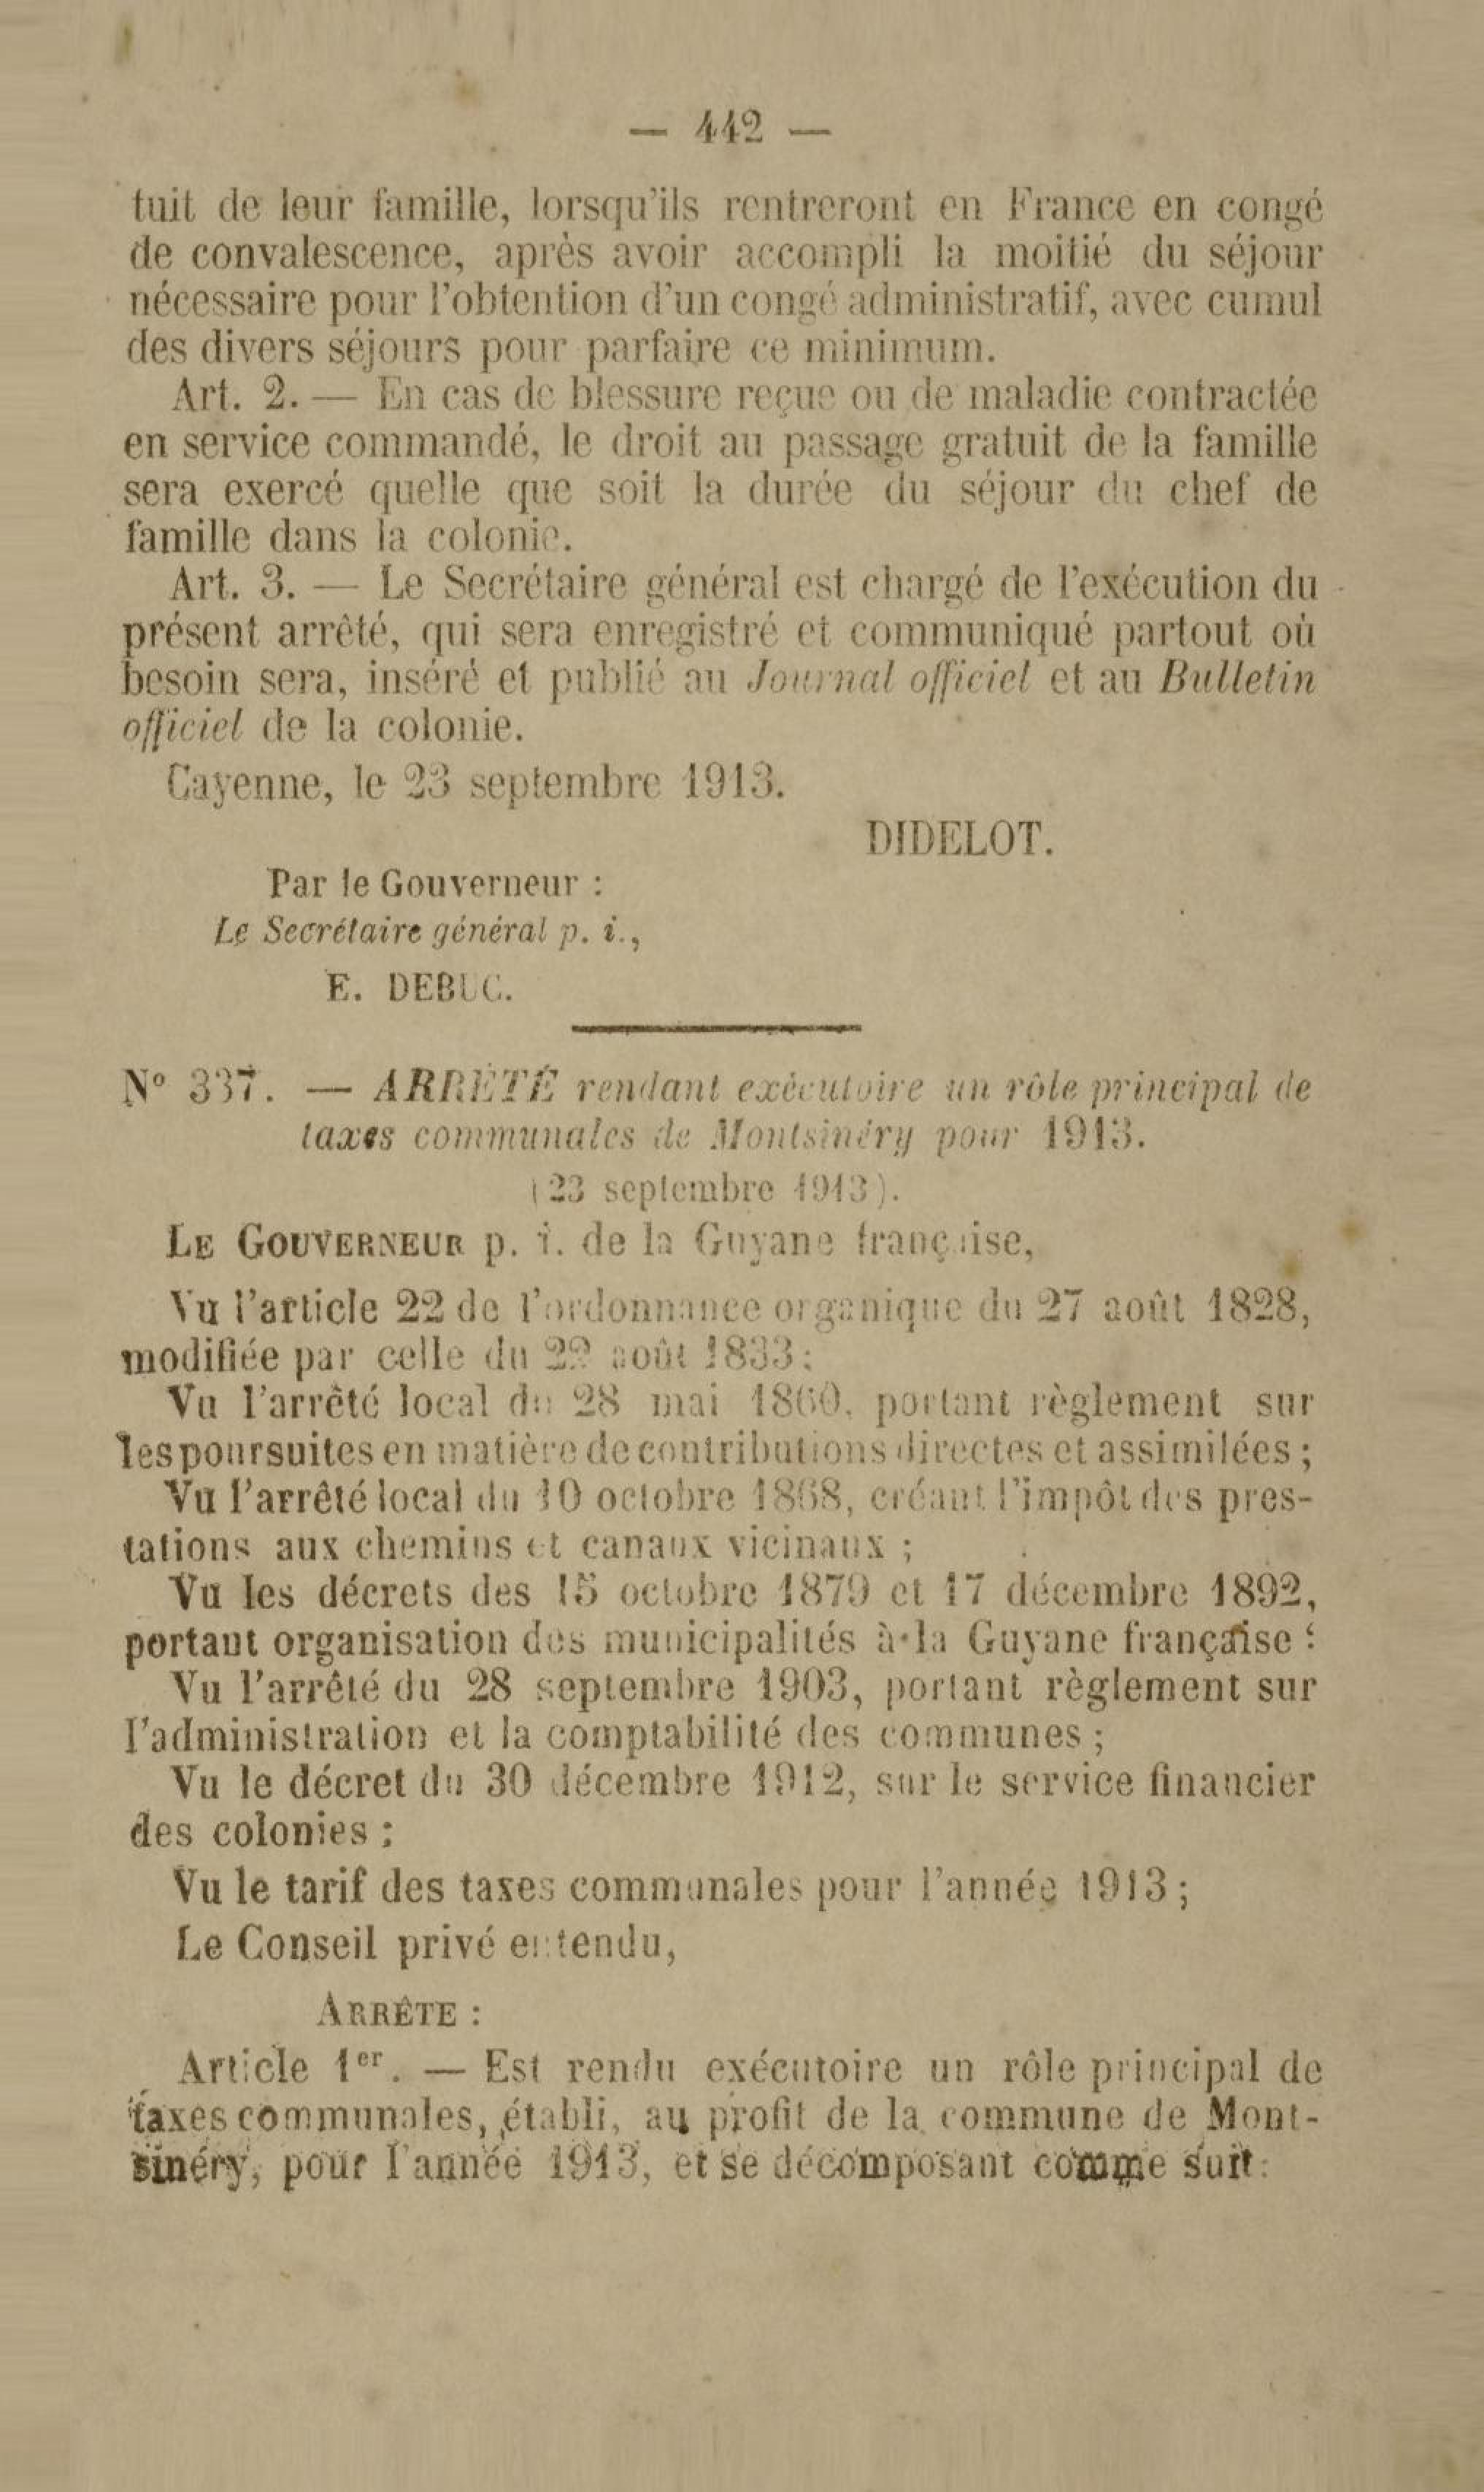 — 442 —
tuit de leur famille, lorsqu'ils rentreront en France en congé
de convalescence, après avoir accompli la moitié du séjour
nécessaire pour l'obtention d'un congé administratif, avec cumul
des divers séjours pour parfaire ce minimum.
Art. 2. — En cas de blessure reçue ou de maladie contractée
en service commandé, le droit au passage gratuit de la famille
sera exercé quelle que soit la durée du séjour du chef de
famille dans la colonie.
Art. 3. — Le Secrétaire général est chargé de l'exécution du
présent arrêté, qui sera enregistré et communiqué partout où
besoin sera, inséré et publié au Journal officiel et au Bulletin
officiel de la colonie.
Cayenne, le 23 septembre 1913.
DIDELOT.
Par le Gouverneur :
Le Secrétaire général p. i.,
E. DEBUC.
N° 337. — ARRÊTÉ rendant exécutoire un rôle principal de
taxes communales de Montsinéry pour 1913.
(23 septembre 1913).
LE GOUVERNEUR p. i. de la Guyane française,
Vu l'article 22 de l'ordonnance organique du 27 août 1828,
modifiée par celle du 22 août 1833;
Vu l'arrêté local du 28 mai 1860, portant règlement sur
les poursuites en matière de contributions directes et assimilées ;
Vu l'arrêté local du 10 octobre 1868, créant l'impôt des pres-
tations aux chemins et canaux vicinaux ;
Vu les décrets des 15 octobre 1879 et 17 décembre 1892,
portant organisation des municipalités à la Guyane française ;
Vu l'arrêté du 28 septembre 1903, portant règlement sur
l'administration et la comptabilité des communes ;
Vu le décret du 30 décembre 1912, sur le service financier
des colonies ;
Vu le tarif des taxes communales pour l'année 1913 ;
Le Conseil privé entendu,
ARRÊTE :
Article 1er. — Est rendu exécutoire un rôle principal de
taxes communales, établi, au profit de la commune de Mont-
sinéry, pour l'année 1913, et se décomposant comme suit: